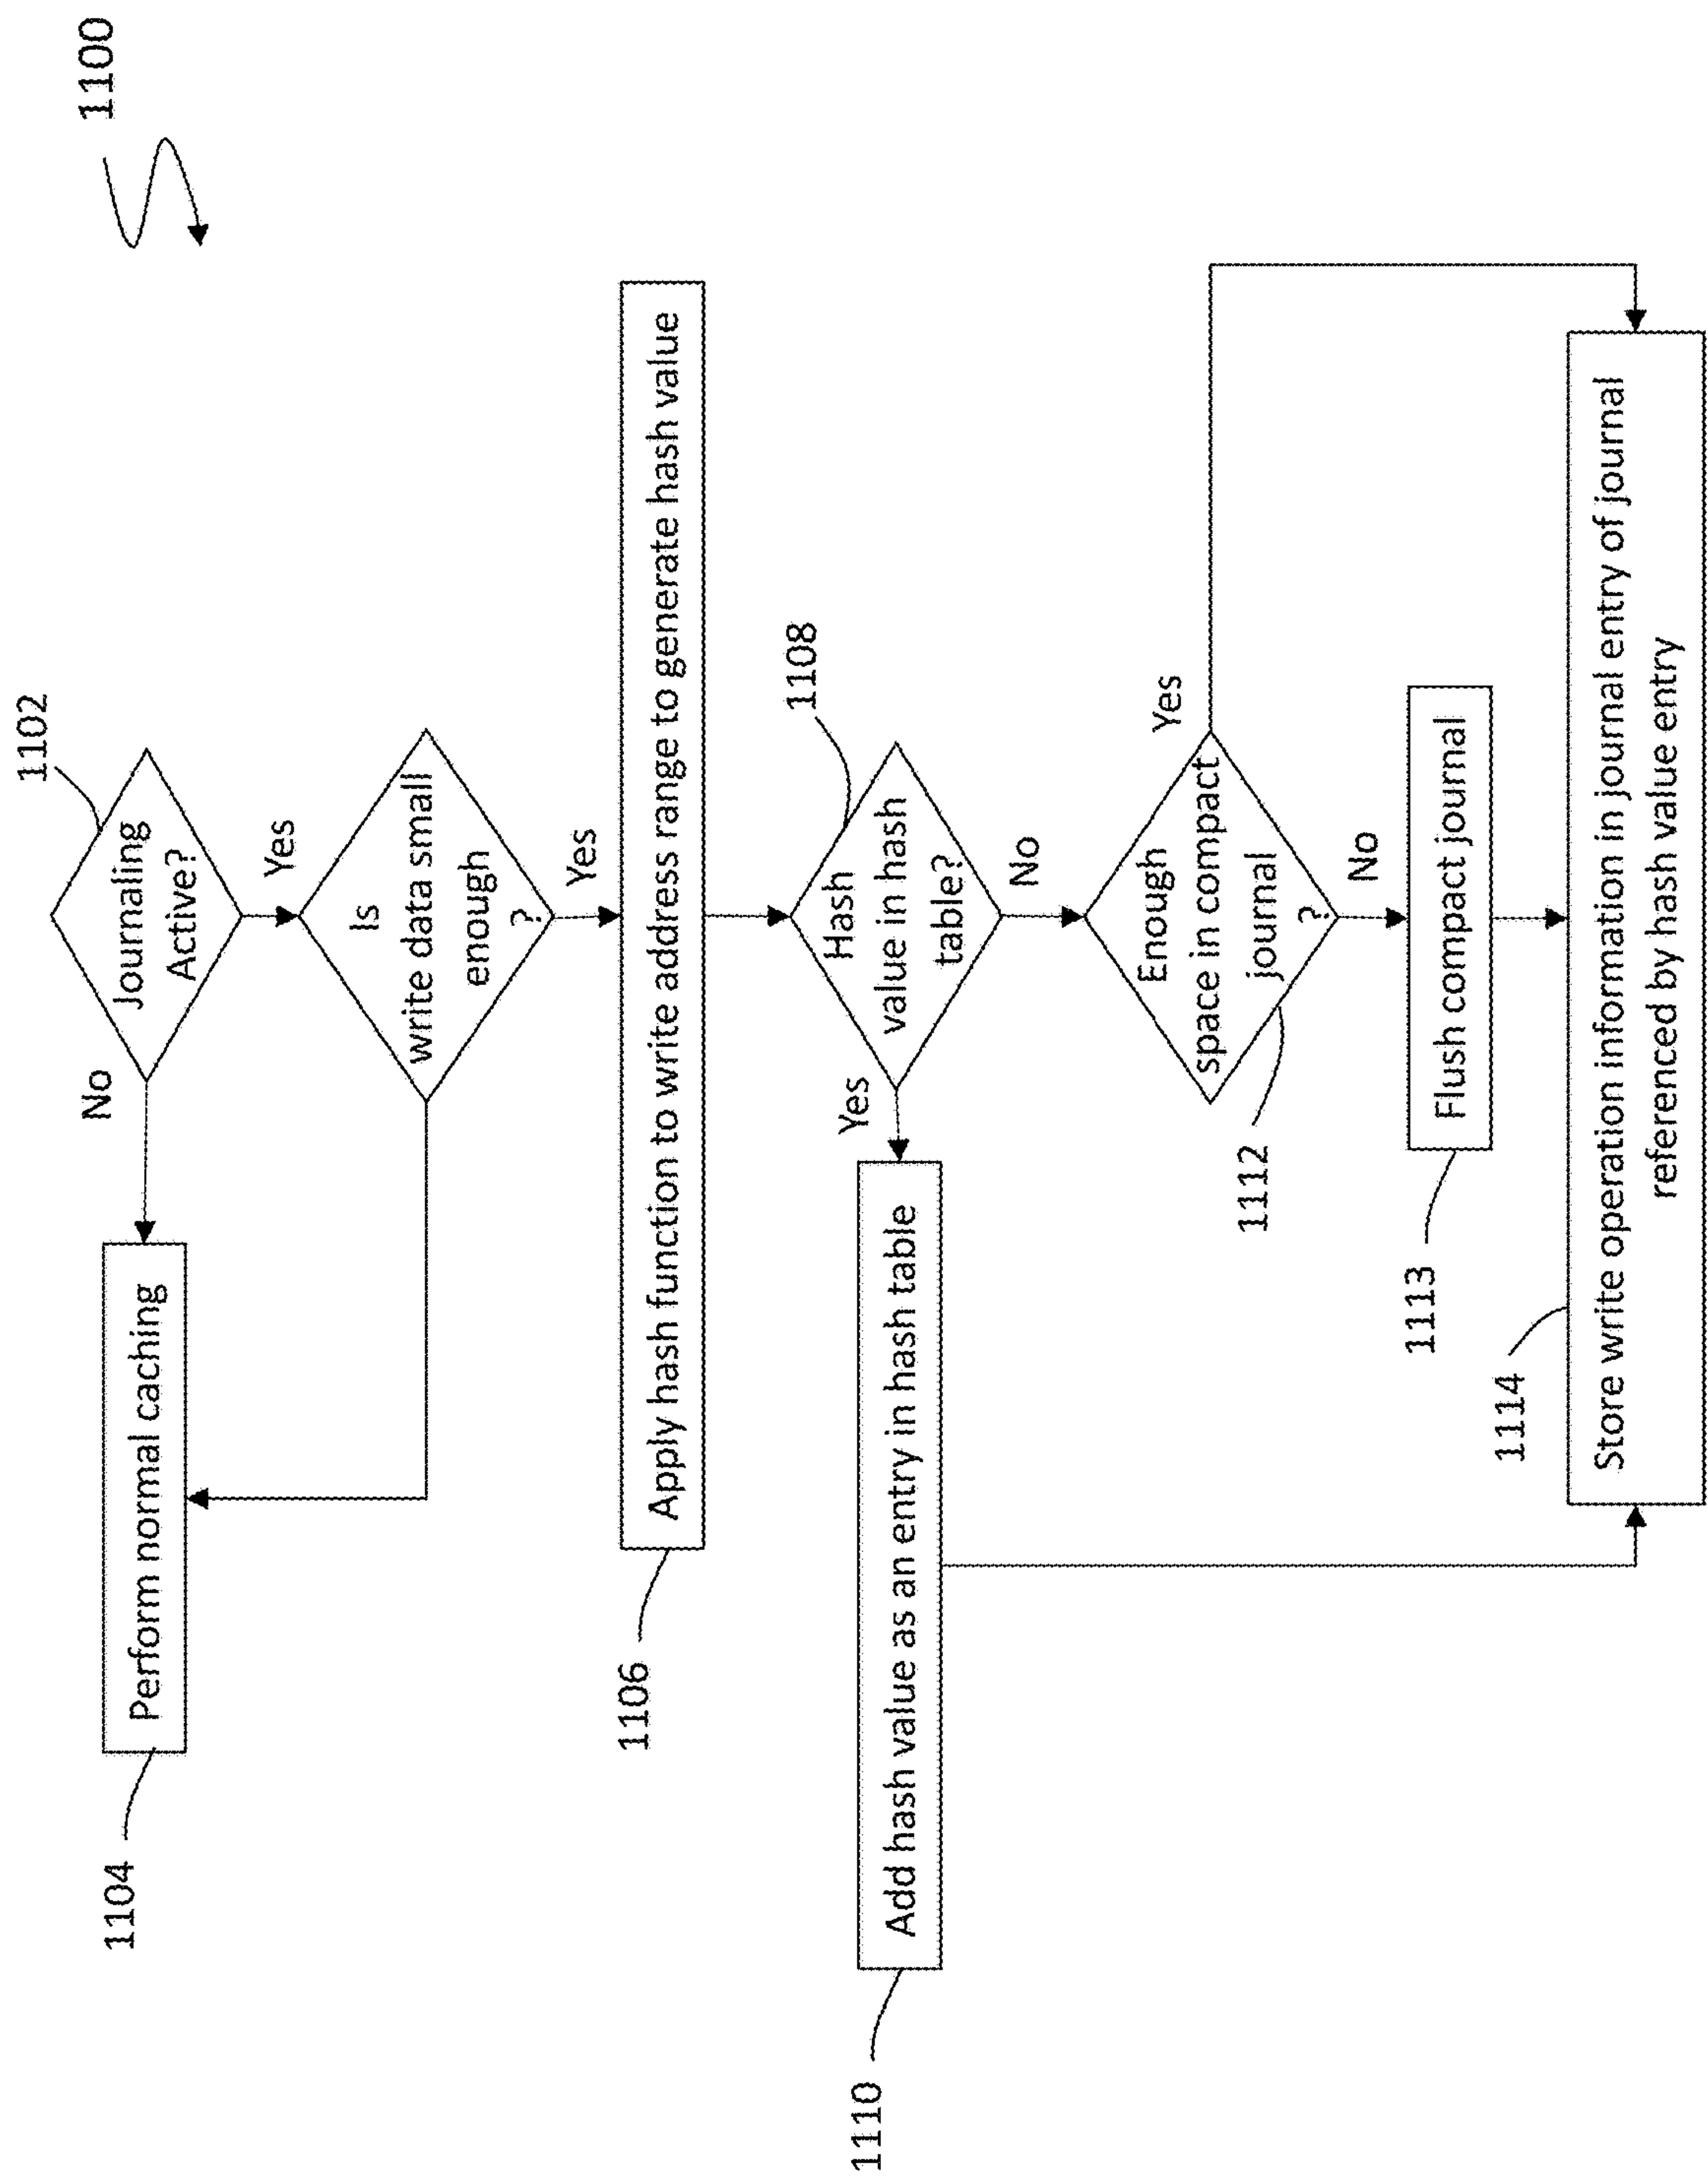 1100
1102
Journaling
Active?
No
Yes
1104
Perform normal caching
Is
write data small
enough
?
Yes
1106
Apply hash function to write address range to generate hash value
1108
Hash
value in hash
table?
Yes
No
1110
Add hash value as an entry in hash table
Enough
space in compact
journal
?
1112
Yes
No
1113
Flush compact journal
1114
Store write operation information in journal entry of journal
referenced by hash value entry